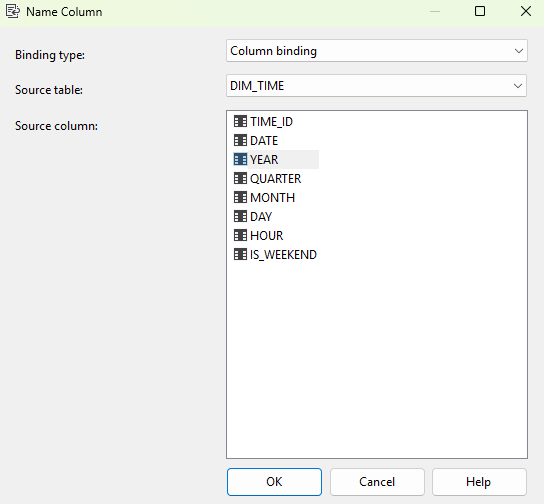 Name Column
Binding type:
Column binding
Source table:
DIM_TIME
Source column:
TIME_ID
DATE
YEAR
QUARTER
MONTH
DAY
HOUR
IS_WEEKEND
OK
Cancel
Help